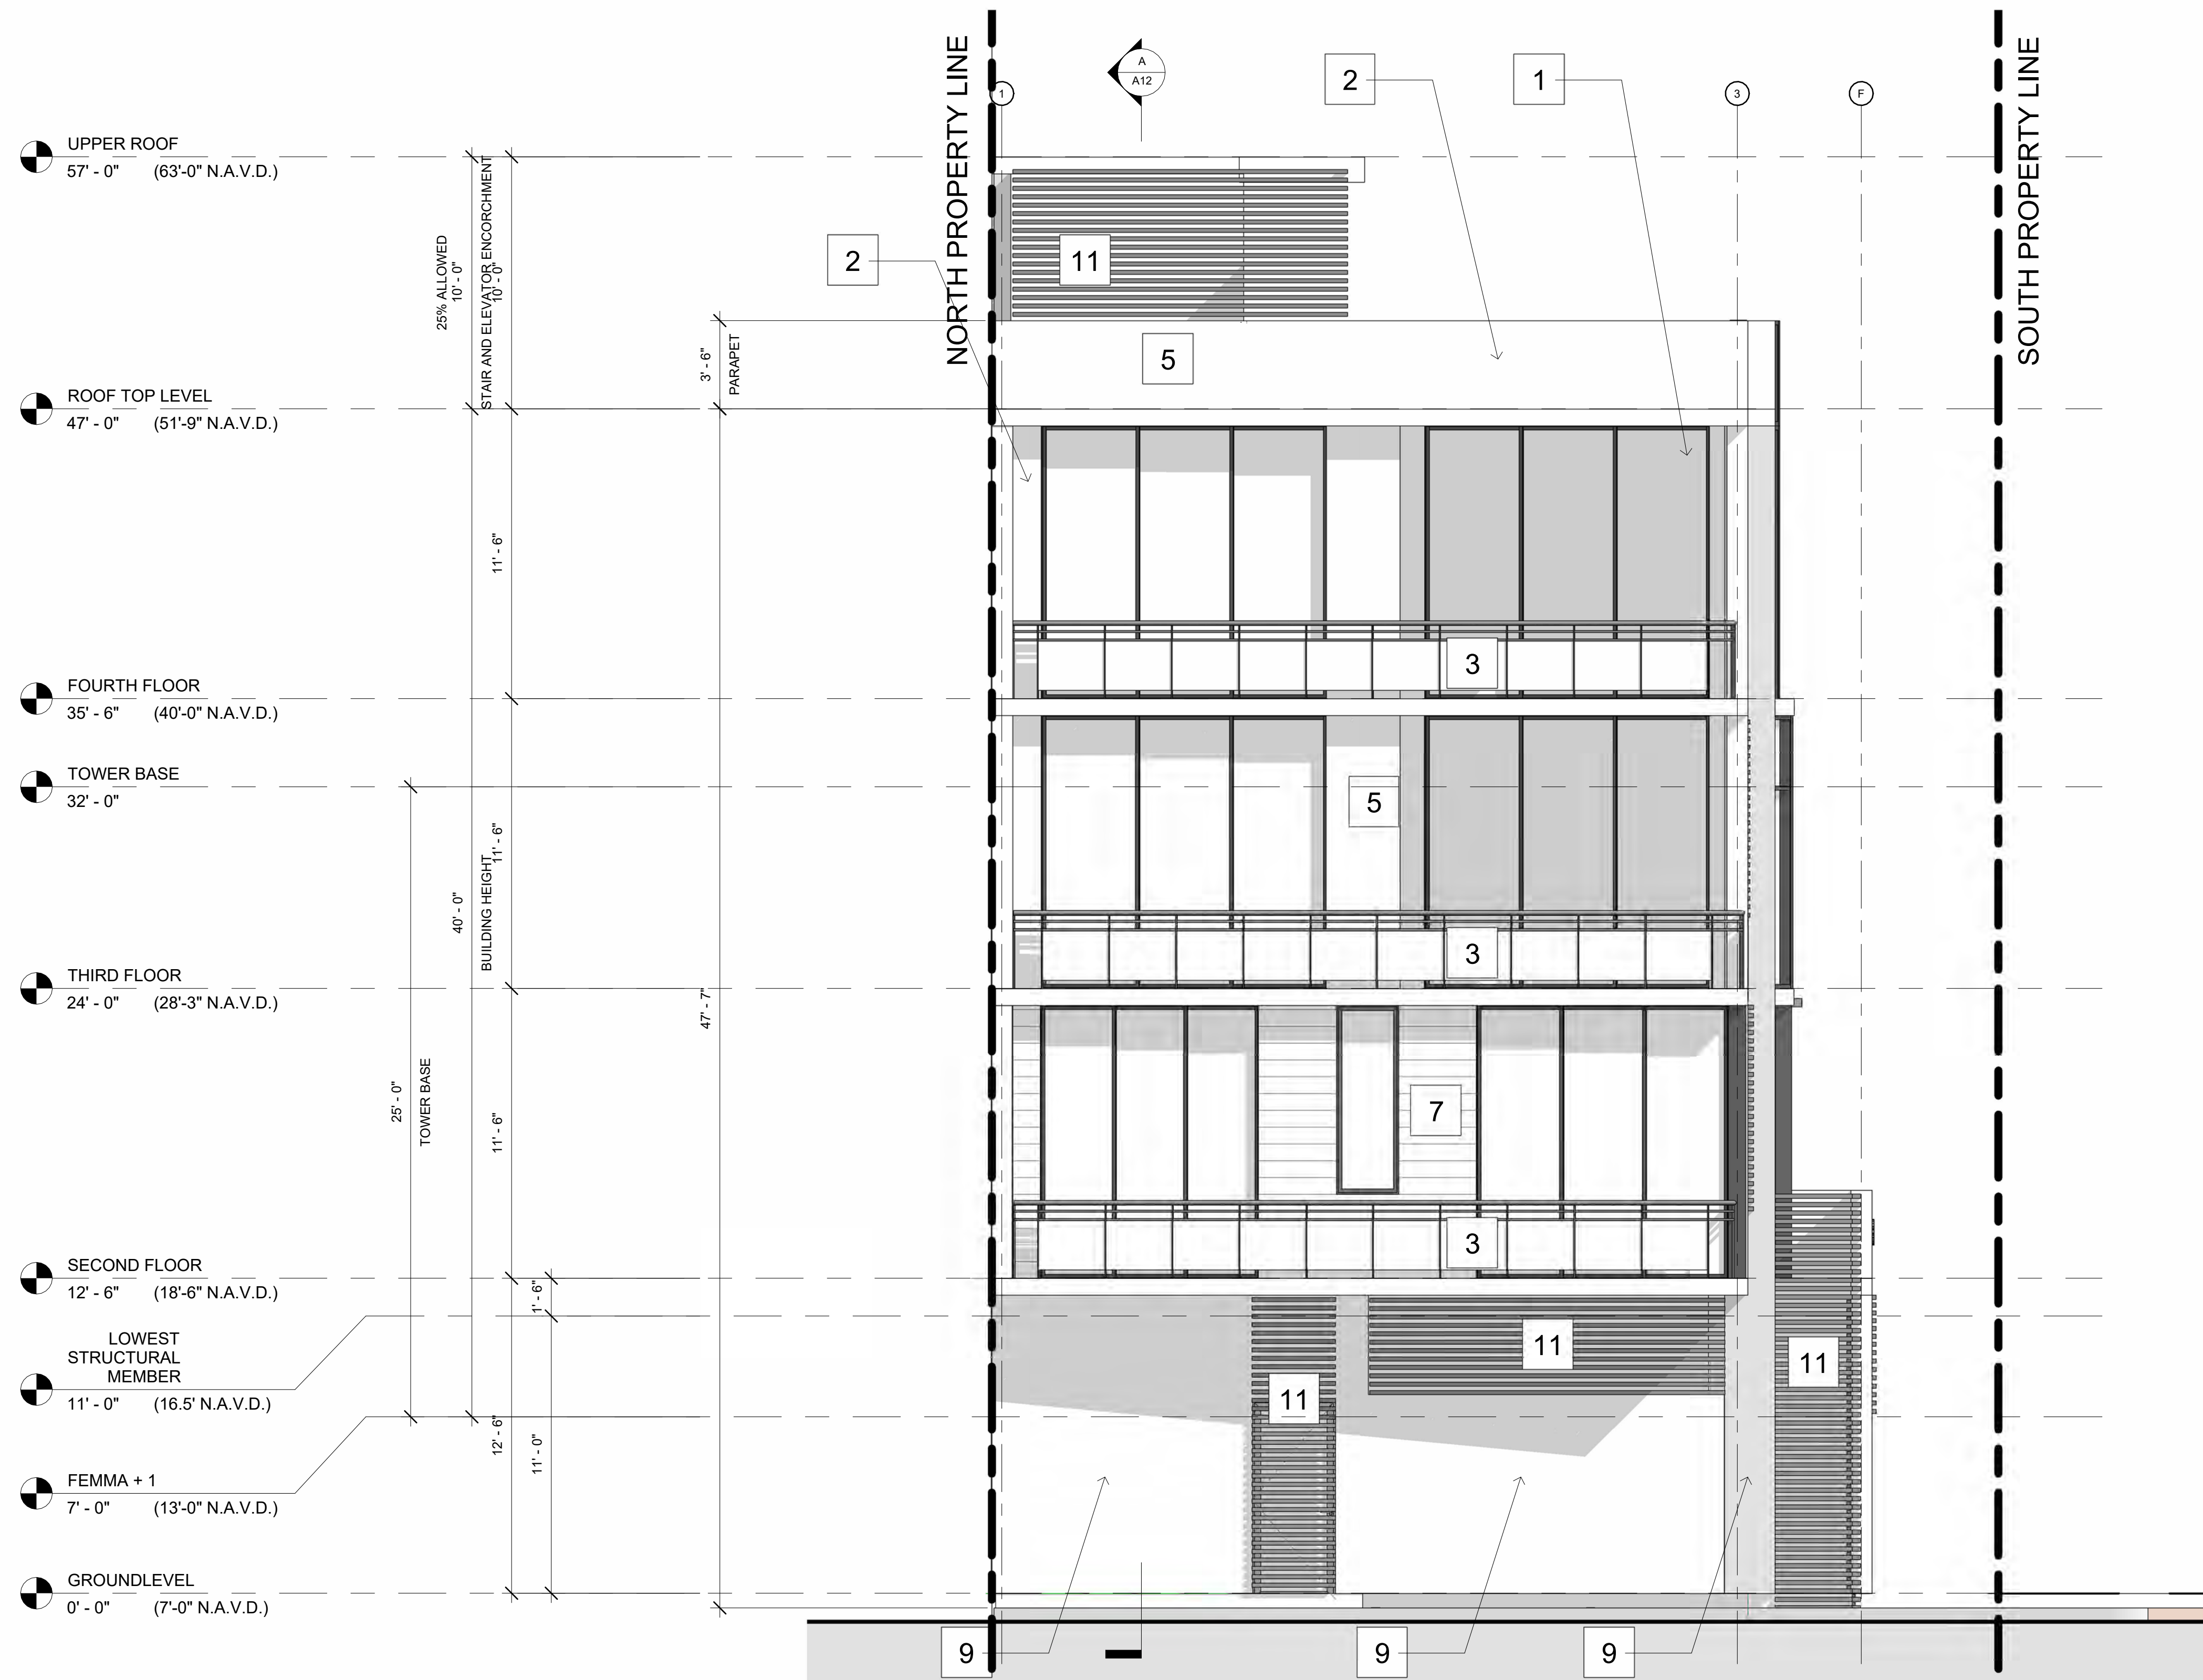 NORTH PROPERTY LINE
SOUTH PROPERTY LINE
A
A12
2
1
1
3
F
UPPER ROOF
57' - 0" (63'-0" N.A.V.D.)
25% ALLOWED
10' - 0"
STAIR AND ELEVATOR ENCORCHMENT
10' - 0"
2
11
3' - 6"
PARAPET
5
ROOF TOP LEVEL
47' - 0" (51'-9" N.A.V.D.)
11' - 6"
3
FOURTH FLOOR
35' - 6" (40'-0" N.A.V.D.)
TOWER BASE
32' - 0"
5
11' - 6"
40' - 0"
BUILDING HEIGHT
3
THIRD FLOOR
24' - 0" (28'-3" N.A.V.D.)
47' - 7"
25' - 0"
TOWER BASE
11' - 6"
7
3
SECOND FLOOR
12' - 6" (18'-6" N.A.V.D.)
1' - 6"
LOWEST
STRUCTURAL
MEMBER
11' - 0" (16.5' N.A.V.D.)
11
11
11
12' - 6"
11' - 0"
FEMMA + 1
7' - 0" (13'-0" N.A.V.D.)
GROUNDLEVEL
0' - 0" (7'-0" N.A.V.D.)
9
9
9